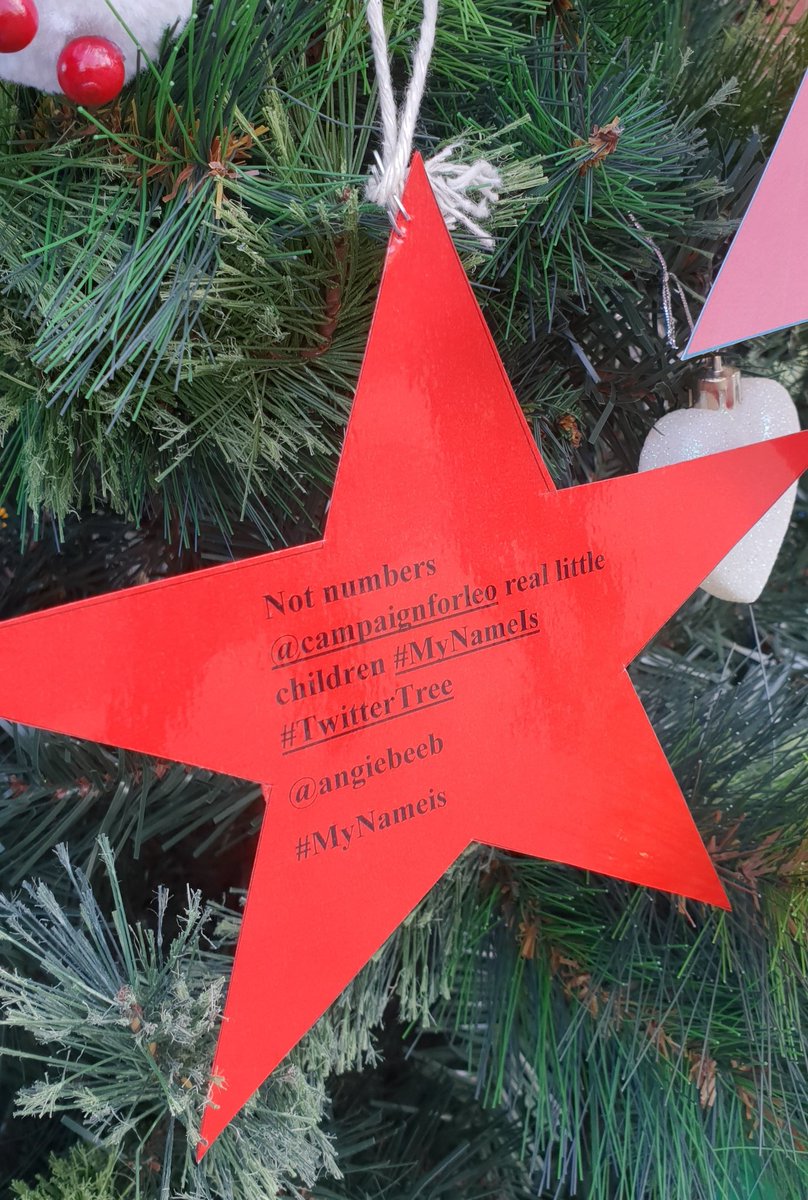 Not numbers
@campaignforleo real little
children #MyNameIs
#TwitterTree
@angiebeeb
#MyNameis